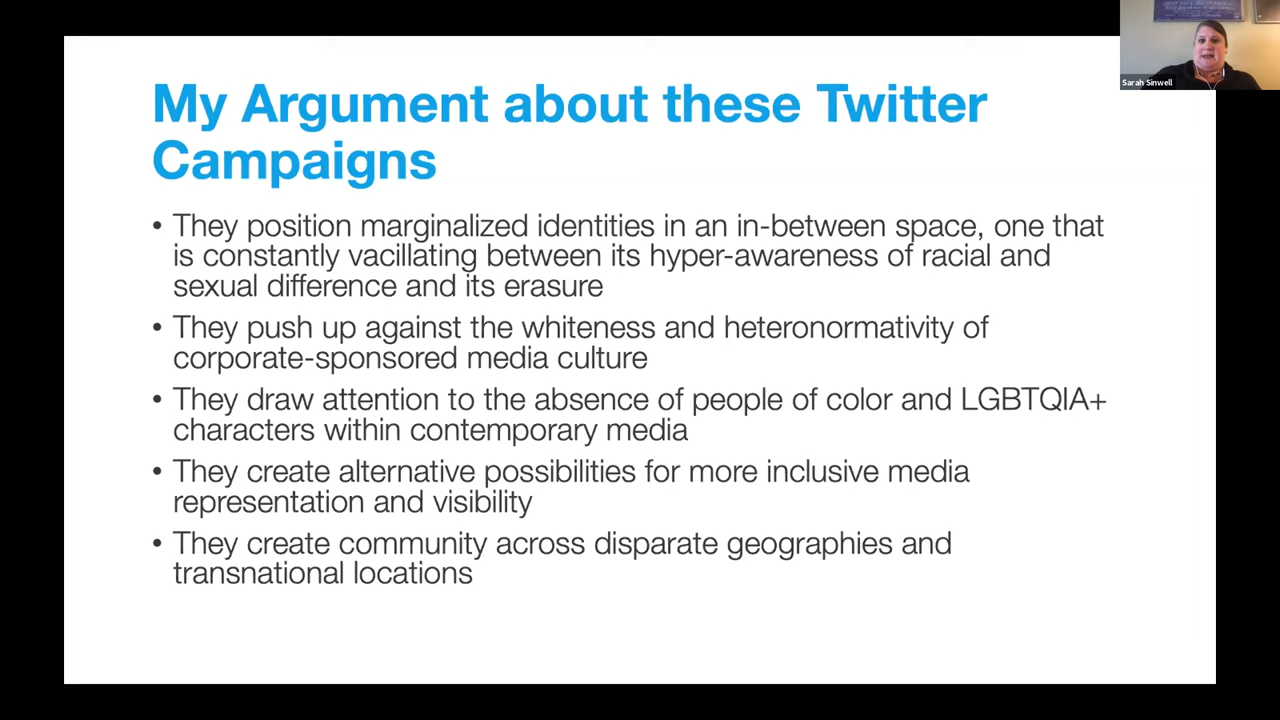 Sarah Sinwell
My Argument about these Twitter
Campaigns
• They position marginalized identities in an in-between space, one that
is constantly vacillating between its hyper-awareness of racial and
sexual difference and its erasure
• They push up against the whiteness and heteronormativity of
corporate-sponsored media culture
• They draw attention to the absence of people of color and LGBTQIA+
characters within contemporary media
• They create alternative possibilities for more inclusive media
representation and visibility
• They create community across disparate geographies and
transnational locations